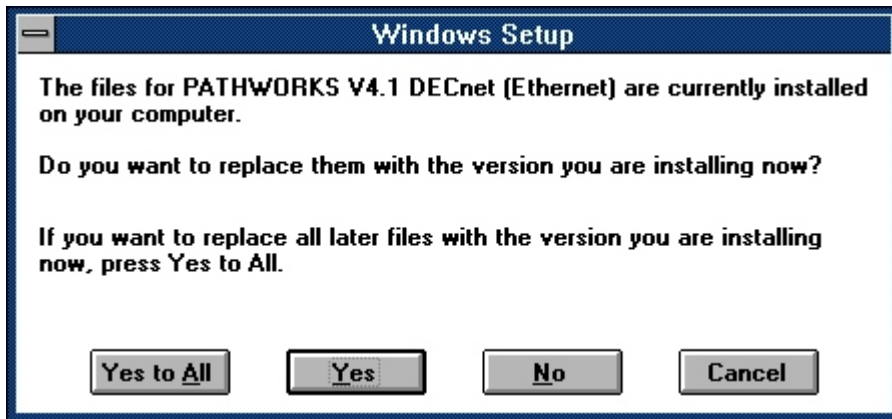 Windows Setup
The files for PATHWORKS V4.1 DECnet (Ethernet) are currently installed
on your computer.
Do you want to replace them with the version you are installing now?
If you want to replace all later files with the version you are installing
now, press Yes to All.
Yes to All Yes No Cancel